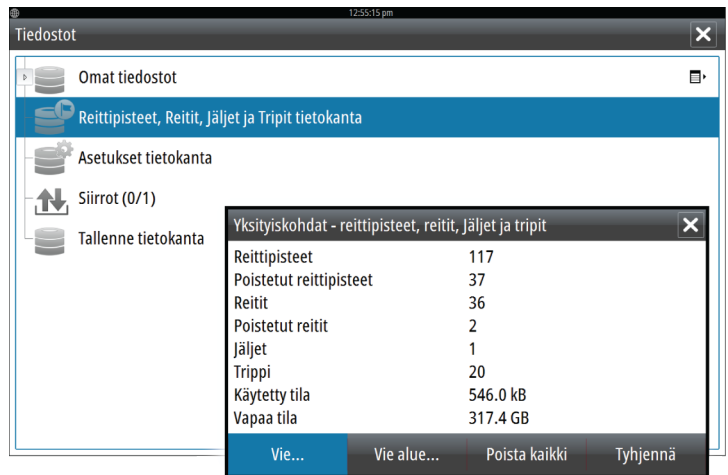 12:55:15 pm
Tiedostot
Omat tiedostot
Reittipisteet, Reitit, Jäljet ja Tripit tietokanta
Asetukset tietokanta
Siirrot (0/1)
Tallenne tietokanta
Yksityiskohdat - reittipisteet, reitit, Jäljet ja tripit
Reittipisteet 117
Poistetut reittipisteet 37
Reitit 36
Poistetut reitit 2
Jäljet 1
Trippi 20
Käytetty tila 546.0 kB
Vapaa tila 317.4 GB
Vie... Vie alue... Poista kaikki Tyhjennä